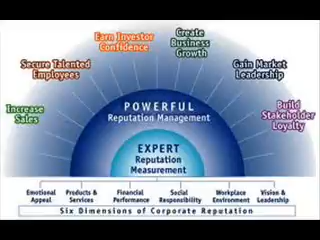 Create
Business
Growth
Earn Investor
Confidence
Secure Talented
Employees
Gain Market
Leadership
Increase
Sales
Build
Stakeholder
Loyalty
POWERFUL
Reputation Management
EXPERT
Reputation
Measurement
Emotional
Appeal
Products &
Services
Financial
Performance
Social
Responsibility
Workplace
Environment
Vision &
Leadership
Six Dimensions of Corporate Reputation